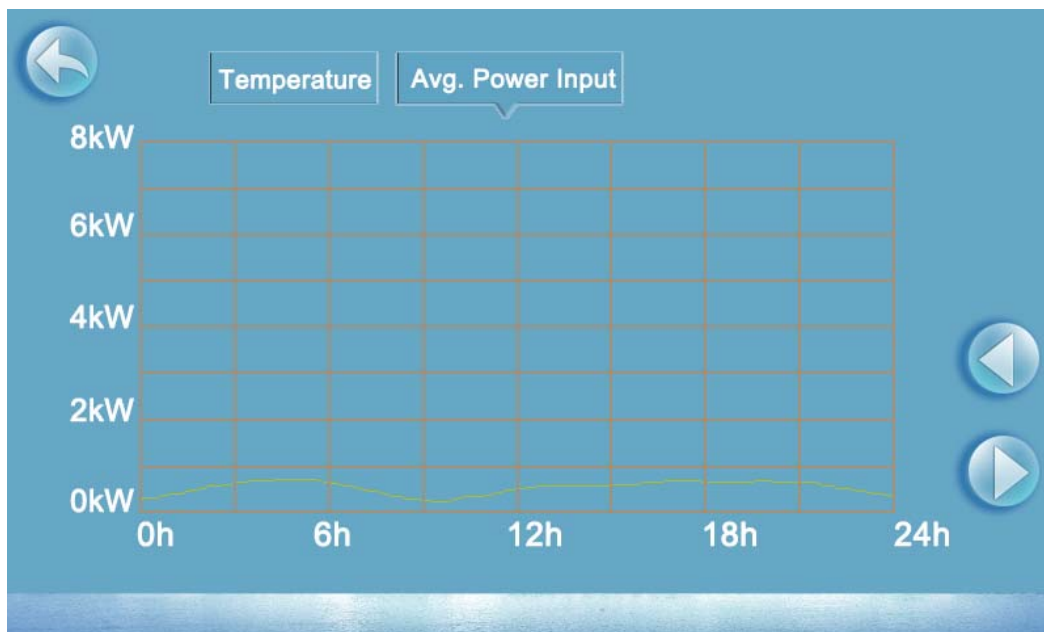 Temperature Avg. Power Input
8kW
6kW
4kW
2kW
0kW
0h 6h 12h 18h 24h